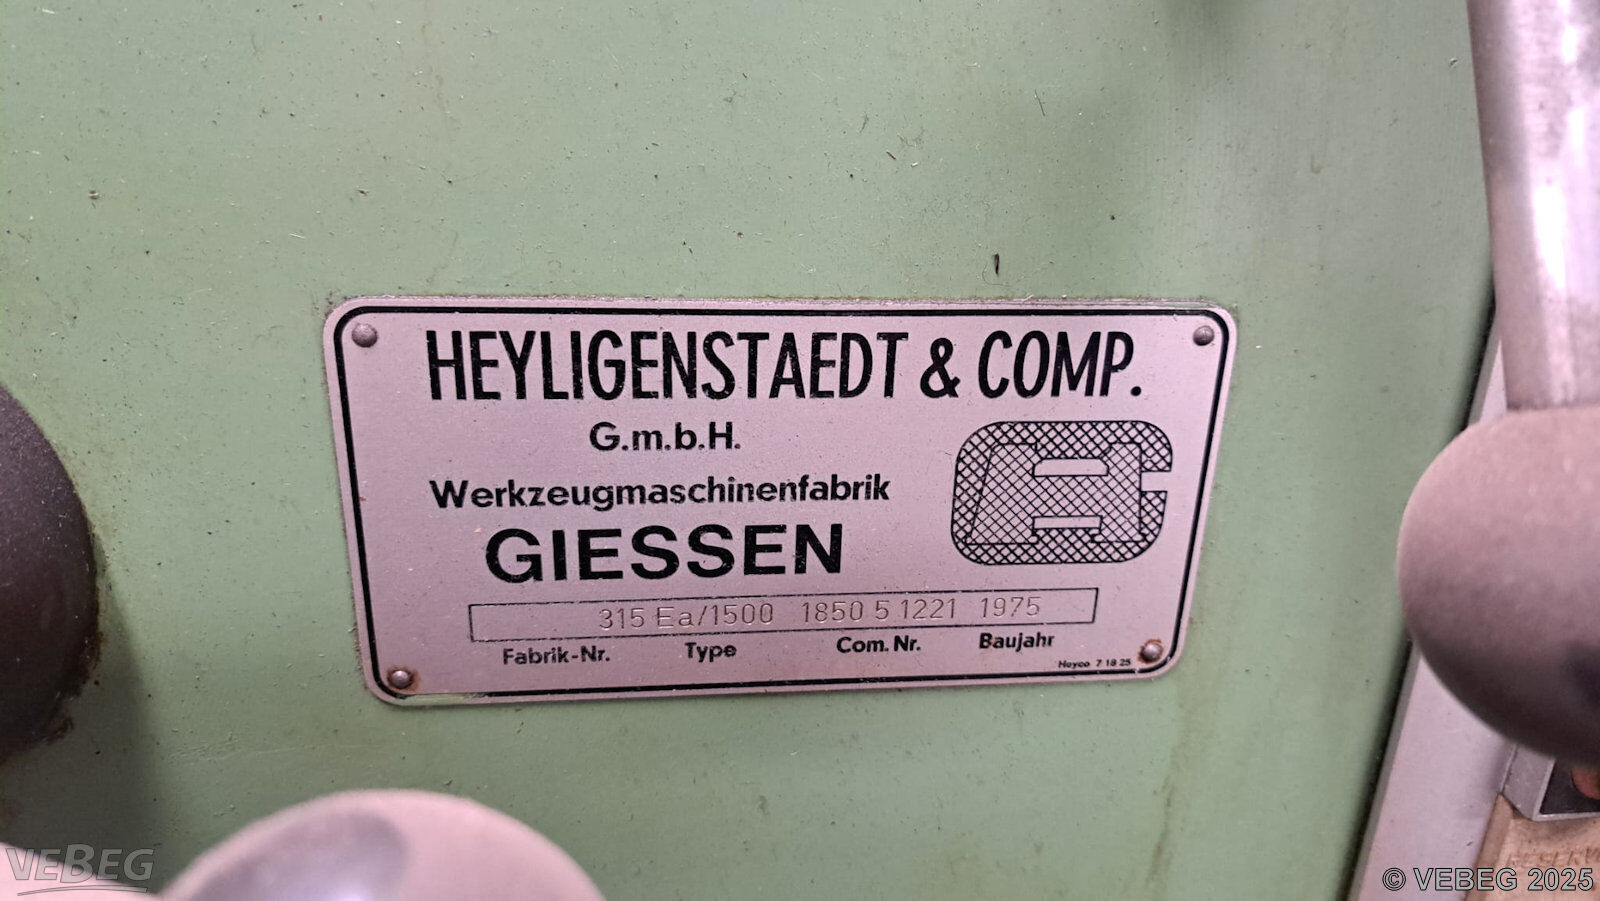 HEYLIGENSTAEDT & COMP.
G.m.b.H.
Werkzeugmaschinenfabrik
GIESSEN
315 Ea/1500 1850 5 1221 1975
Fabrik-Nr. Type Com. Nr. Baujahr
Heyco 7 18 25
RESERV
VEBEG
© VEBEG 2025